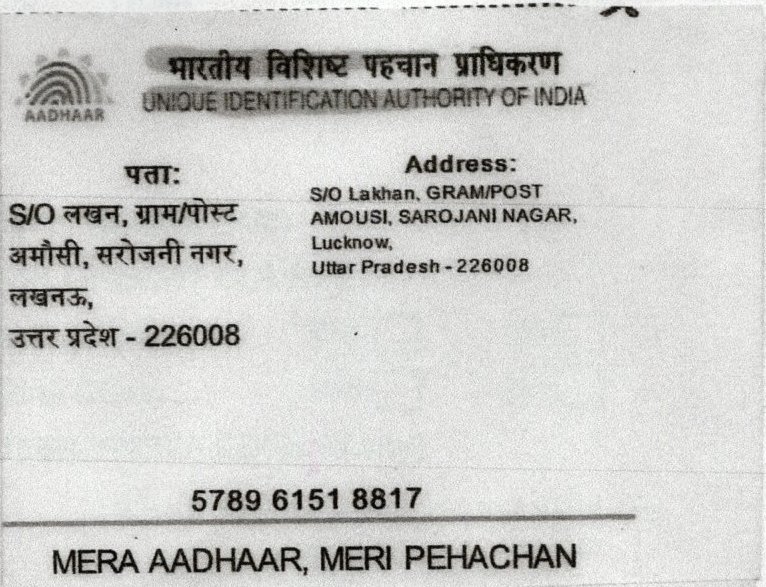 भारतीय विशिष्ट पहचान प्राधिकरण
UNIQUE IDENTIFICATION AUTHORITY OF INDIA
AADHAAR
पता:
S/O लखन, ग्राम/पोस्ट
अमौसी, सरोजनी नगर,
लखनऊ,
उत्तर प्रदेश - 226008
Address:
S/O Lakhan, GRAM/POST
AMOUSI, SAROJANI NAGAR,
Lucknow,
Uttar Pradesh - 226008
5789 6151 8817
MERA AADHAAR, MERI PEHACHAN